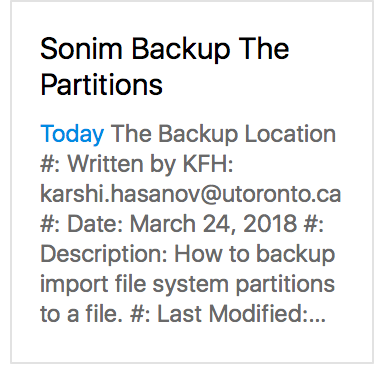 Sonim Backup The
Partitions
Today The Backup Location
#: Written by KFH:
karshi.hasanov@utoronto.ca
#: Date: March 24, 2018 #:
Description: How to backup
import file system partitions
to a file. #: Last Modified:...